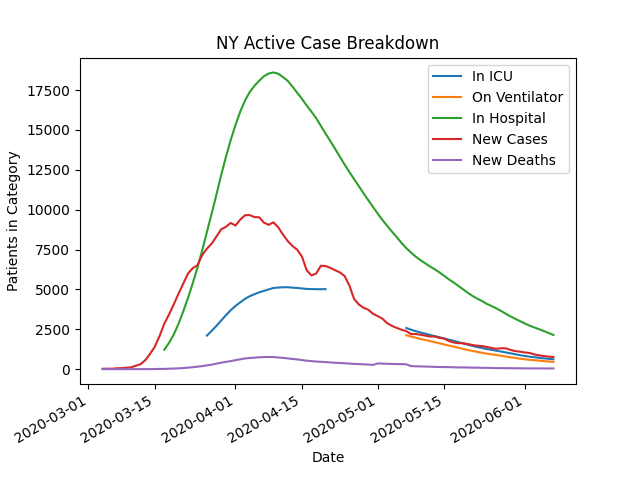 NY Active Case Breakdown
In ICU
On Ventilator
In Hospital
New Cases
New Deaths
Patients in Category
17500
15000
12500
10000
7500
5000
2500
0
2020-03-01
2020-03-15
2020-04-01
2020-04-15
2020-05-01
2020-05-15
2020-06-01
Date